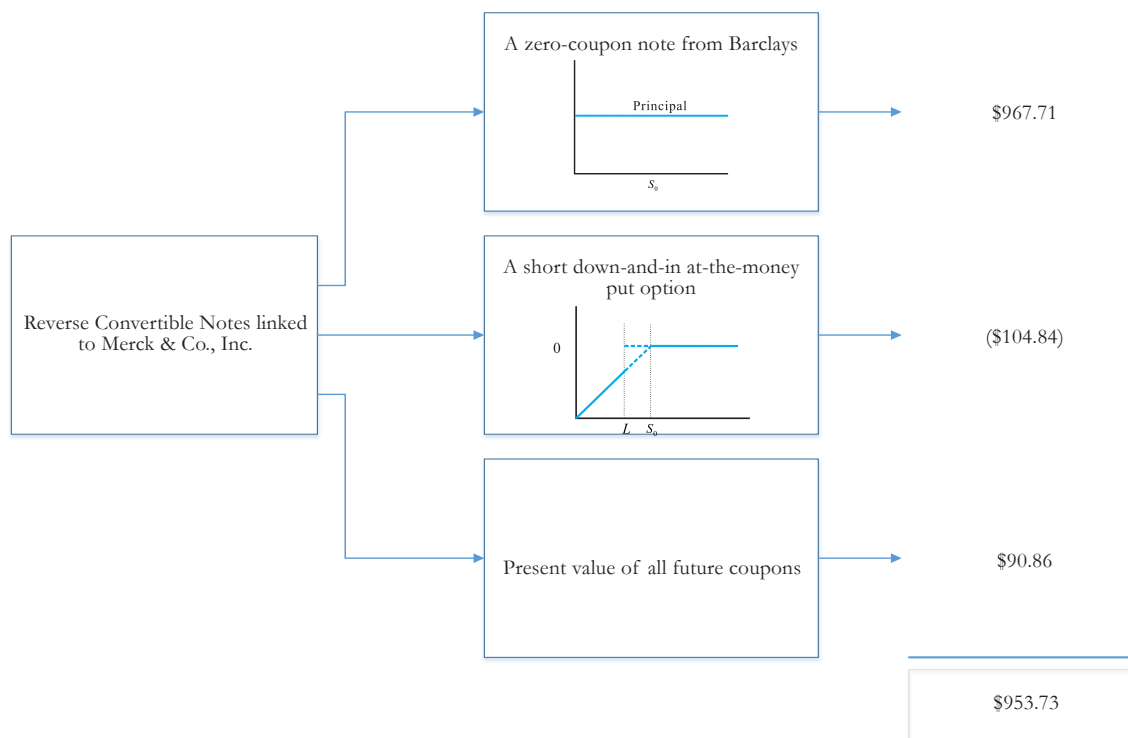 A zero-coupon note from Barclays
Principal
S₀
$967.71
Reverse Convertible Notes linked
to Merck & Co., Inc.
A short down-and-in at-the-money
put option
0
L S₀
($104.84)
Present value of all future coupons
$90.86
$953.73